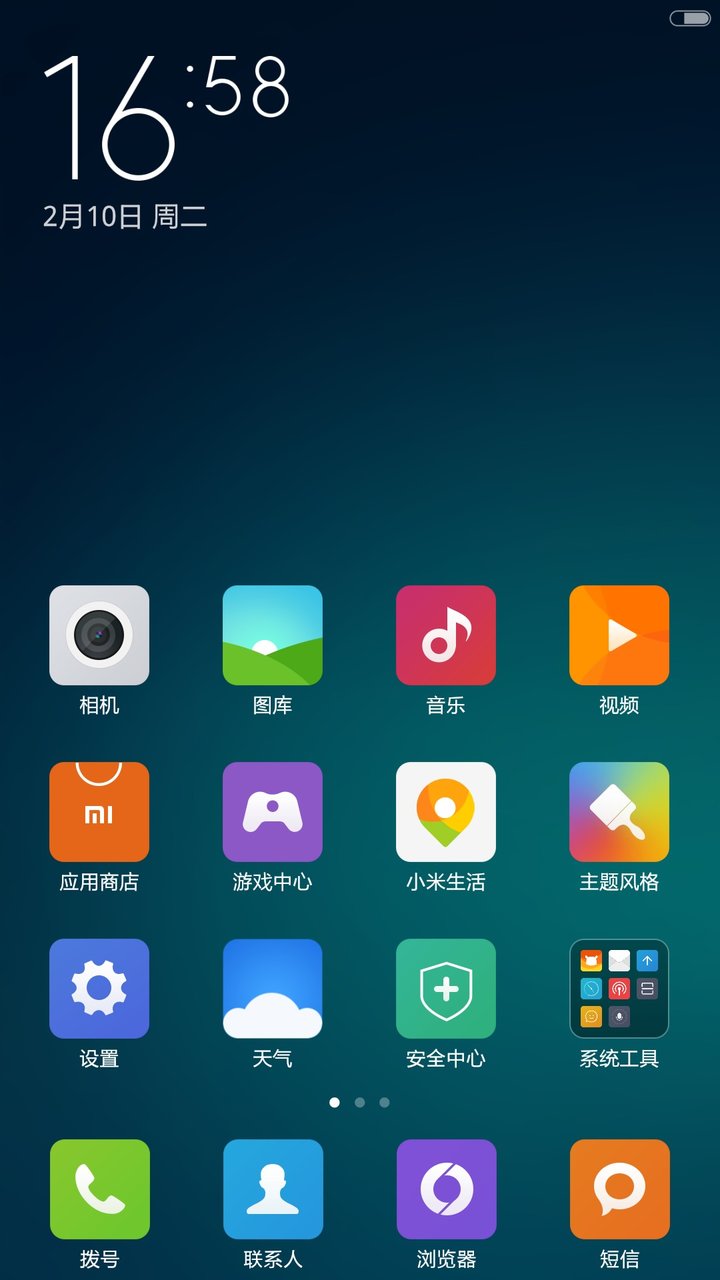 16:58
2月10日 周二
相机 图库 音乐 视频
mi
应用商店 游戏中心 小米生活 主题风格
设置 天气 安全中心 系统工具
拨号 联系人 浏览器 短信